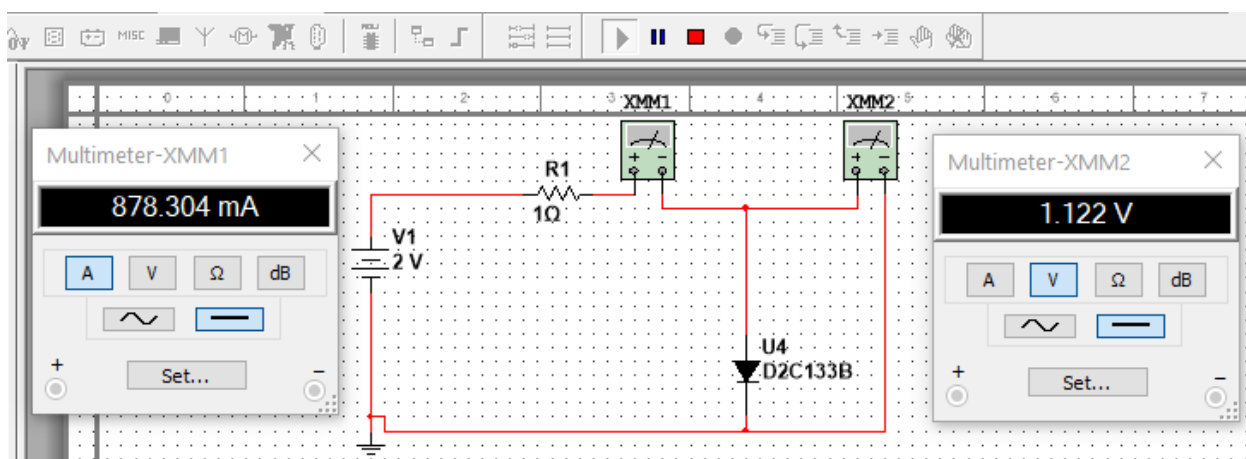 MISC
0 1 2 3 4 5 6 7
XMM1
XMM2
Multimeter-XMM1
878.304 mA
A V Ω dB
+ −
Set...
R1
1Ω
V1
2 V
+ −
+ −
U4
D2C133B
Multimeter-XMM2
1.122 V
A V Ω dB
+ −
Set...